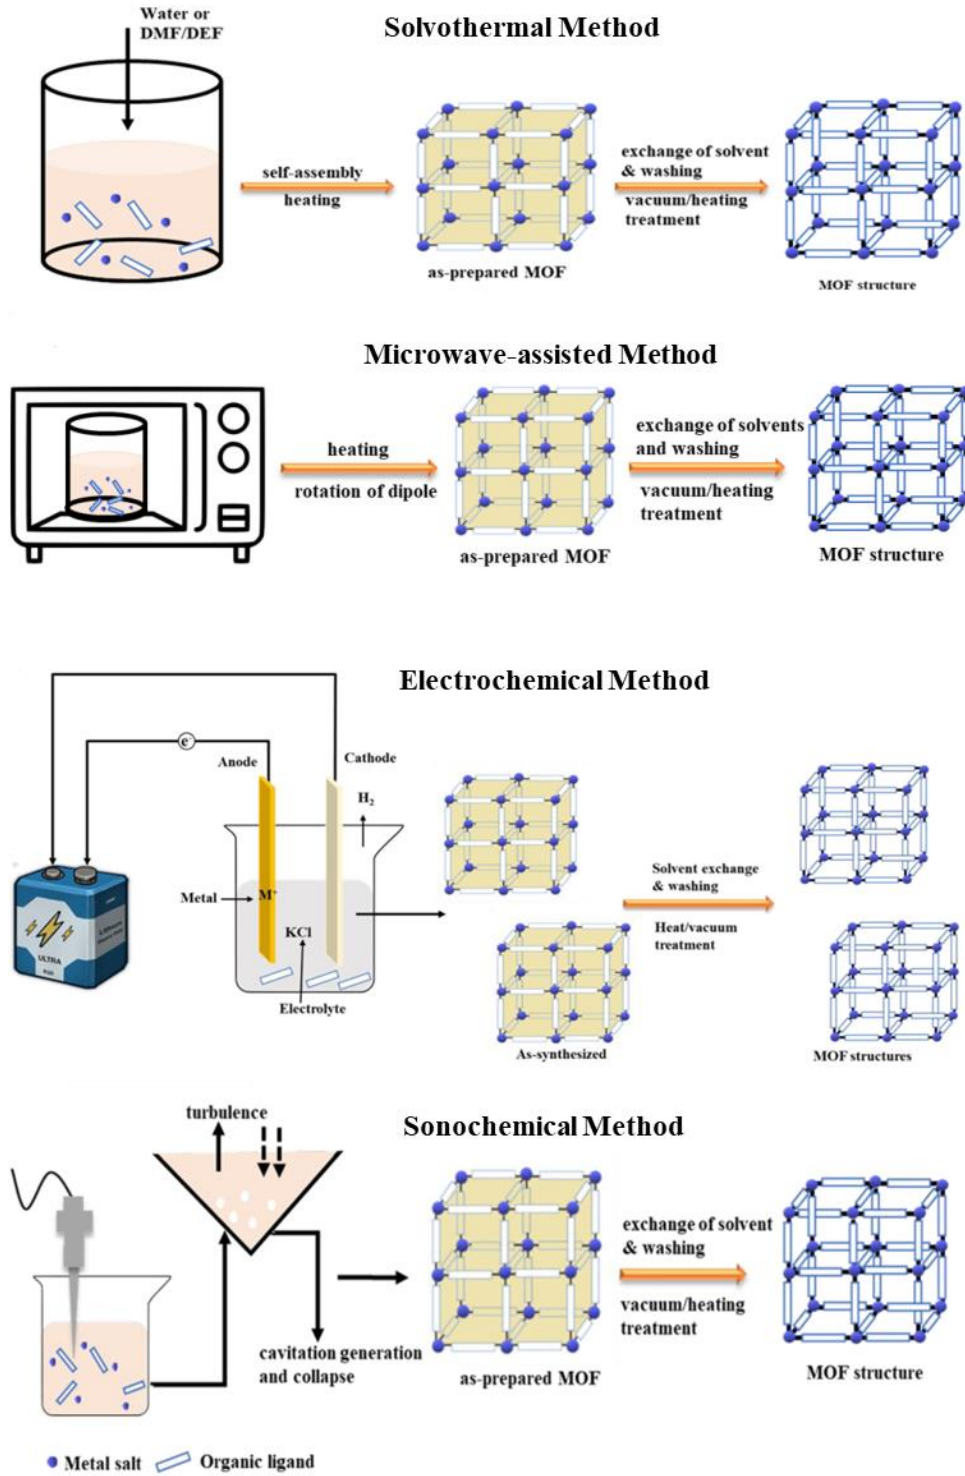 Water or
DMF/DEF
Solvothermal Method
self-assembly
heating
as-prepared MOF
exchange of solvent
& washing
vacuum/heating
treatment
MOF structure
Microwave-assisted Method
heating
rotation of dipole
as-prepared MOF
exchange of solvents
and washing
vacuum/heating
treatment
MOF structure
Electrochemical Method
e⁻
Anode
Cathode
H₂
Metal
M⁺
KCl
Electrolyte
ULTRA
As-synthesized
Solvent exchange
& washing
Heat/vacuum
treatment
MOF structures
Sonochemical Method
turbulence
cavitation generation
and collapse
as-prepared MOF
exchange of solvent
& washing
vacuum/heating
treatment
MOF structure
Metal salt
Organic ligand